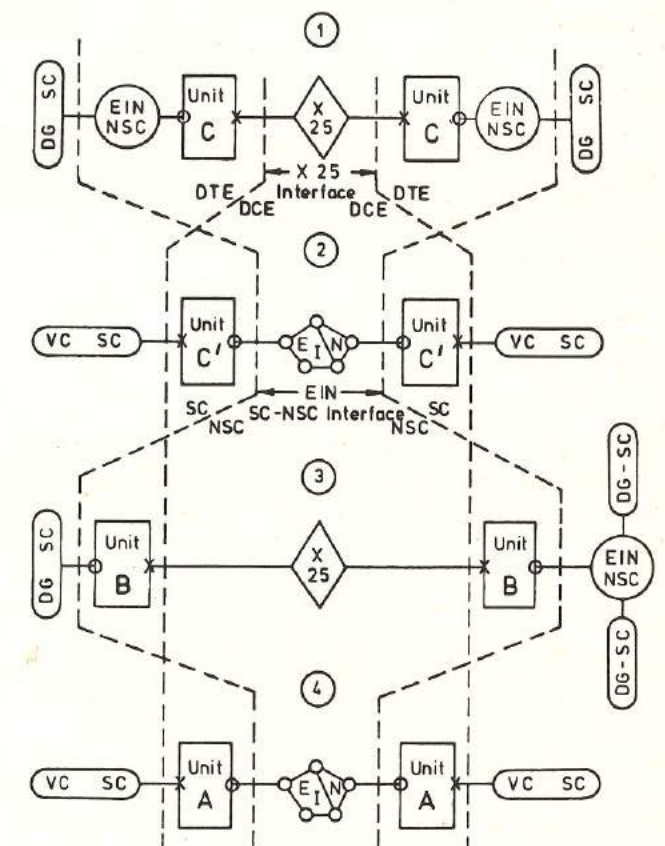 1
DG SC
EIN
NSC
Unit
C
X
25
Unit
C
EIN
NSC
DG SC
X 25
Interface
DTE
DCE
DTE
DCE
2
VC SC
Unit
C'
E I N
Unit
C'
VC SC
EIN
SC-NSC Interface
SC
NSC
SC
NSC
3
DG SC
Unit
B
X
25
Unit
B
EIN
NSC
DG-SC
DG-SC
4
VC SC
Unit
A
E I N
Unit
A
VC SC